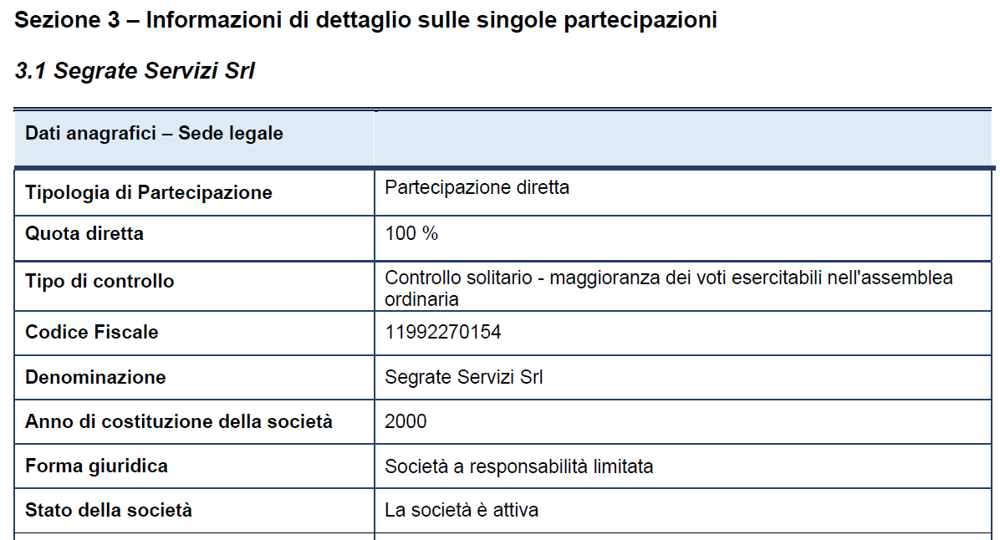 Sezione 3 – Informazioni di dettaglio sulle singole partecipazioni
3.1 Segrate Servizi Srl
Dati anagrafici – Sede legale
Tipologia di Partecipazione
Partecipazione diretta
Quota diretta
100 %
Tipo di controllo
Controllo solitario - maggioranza dei voti esercitabili nell'assemblea
ordinaria
Codice Fiscale
11992270154
Denominazione
Segrate Servizi Srl
Anno di costituzione della società
2000
Forma giuridica
Società a responsabilità limitata
Stato della società
La società è attiva